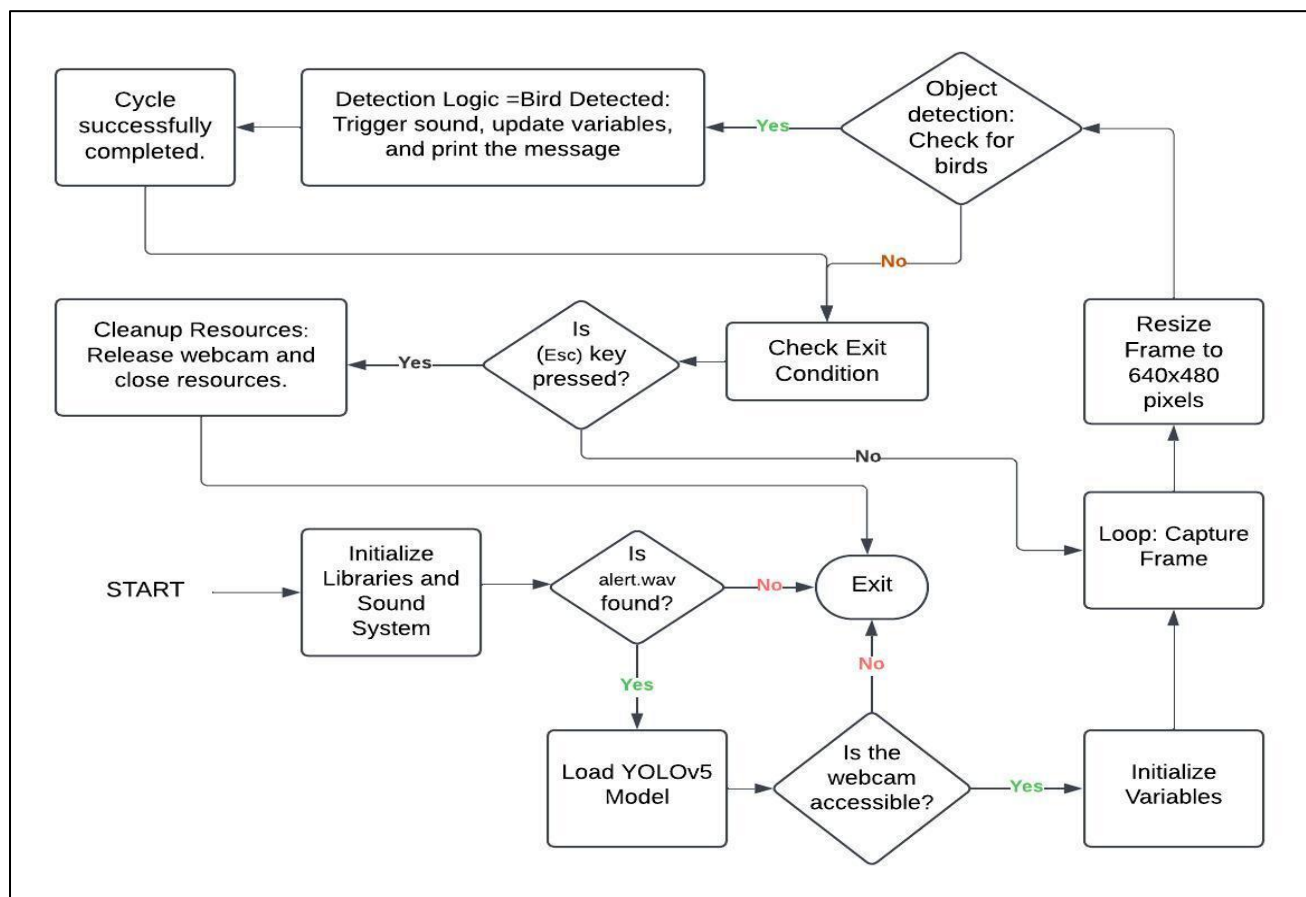 Cycle
successfully
completed.
Detection Logic =Bird Detected:
Trigger sound, update variables,
and print the message
Yes
Object
detection:
Check for
birds
No
Cleanup Resources:
Release webcam and
close resources.
Yes
Is
(Esc) key
pressed?
Check Exit
Condition
Resize
Frame to
640x480
pixels
No
Loop: Capture
Frame
START
Initialize
Libraries and
Sound
System
Is
alert.wav
found?
No
Exit
Yes
No
Load YOLOv5
Model
Is the
webcam
accessible?
Yes
Initialize
Variables